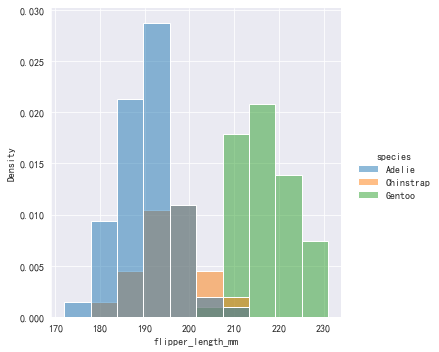 0.030
0.025
0.020
0.015
0.010
0.005
0.000
Density
170 180 190 200 210 220 230
flipper_length_mm
species
Adelie
Chinstrap
Gentoo